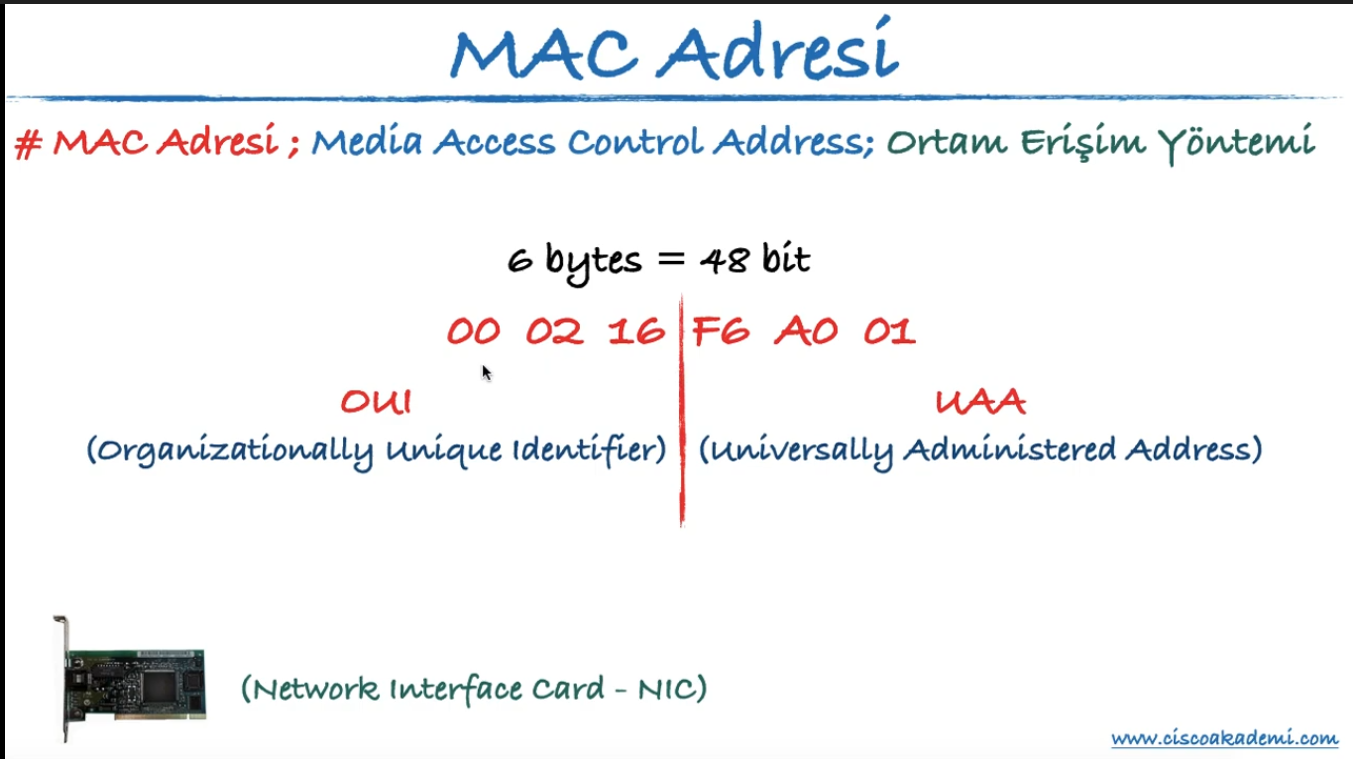 MAC Adresi
# MAC Adresi ; Media Access Control Address; Ortam Erişim Yöntemi
6 bytes = 48 bit
00 02 16 F6 A0 01
OUI
(Organizationally Unique Identifier)
UAA
(Universally Administered Address)
(Network Interface Card - NIC)
www.ciscoakademi.com